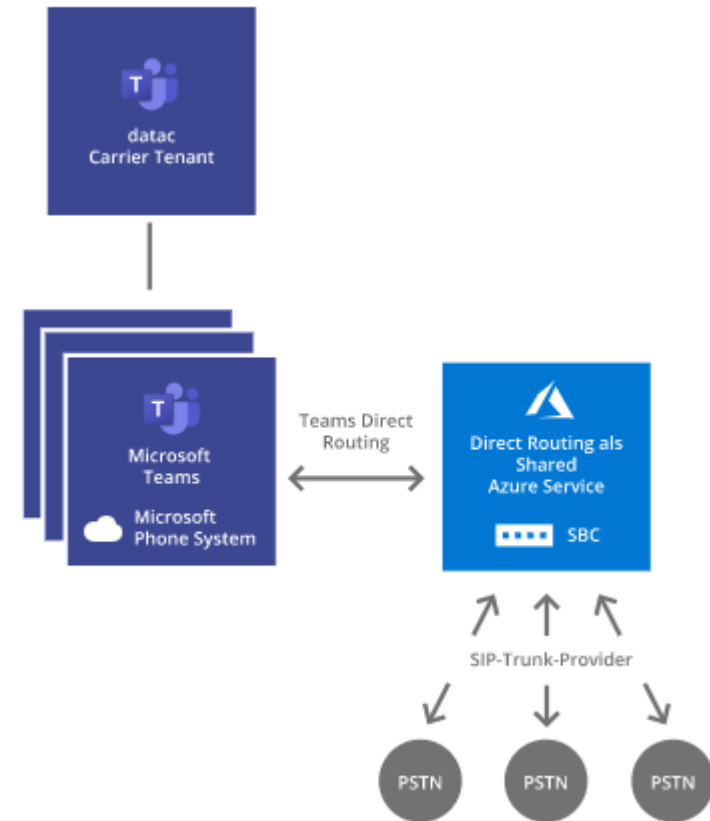 T
datac
Carrier Tenant
T
Microsoft
Teams
Microsoft
Phone System
Teams Direct
Routing
Direct Routing als
Shared
Azure Service
SBC
SIP-Trunk-Provider
PSTN
PSTN
PSTN